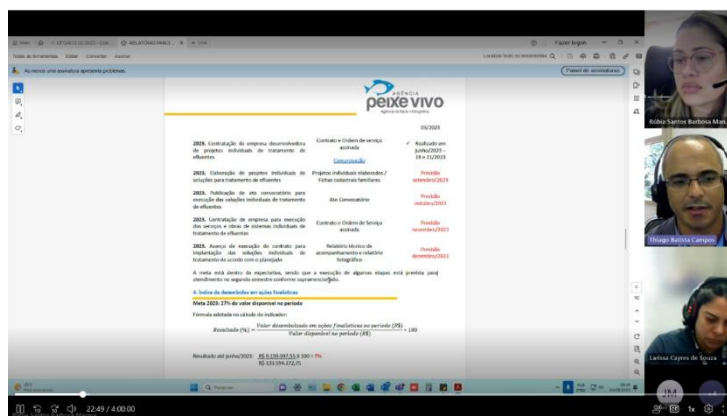 Todas as ferramentas Editar Converter Assinar
Ao menos uma assinatura apresenta problemas.
Painel de assinaturas
Fazer logon
AGÊNCIA
peixe vivo
03/2023
2023. Contratação da empresa desenvolvedora de projetos individuais de tratamento de efluentes
Contrato e Ordem de serviço assinada
Comprovação
✓ Realizado em junho/2023 –
2023. Elaboração de projetos individuais de soluções para tratamento de efluentes
Projetos individuais elaborados / Fichas cadastrais familiares
Previsão setembro/2023
2023. Publicação de ato convocatório para execução das soluções individuais de tratamento de efluentes
Ato Convocatório
Previsão outubro/2023
2023. Contratação de empresa para execução dos serviços e obras de sistemas individuais de tratamento de efluentes
Contrato e Ordem de Serviço assinada
Previsão novembro/2023
2023. Avanço de execução do contrato para implantação das soluções individuais de tratamento de acordo com o planejado
Relatório técnico de acompanhamento e relatório fotográfico
Previsão dezembro/2023
A meta está dentro da expectativa, sendo que a execução de algumas etapas está prevista para
atendimento no segundo semestre conforme supramencionado.
4. Índice de desembolso em ações finalísticas
Meta 2023: 27% do valor disponível no período
Fórmula adotada no cálculo do indicador:
Resultado (%) = Valor desembolsado em ações finalísticas no período (R$)
Valor disponível no período (R$)
× 100
Resultado até junho/2023:
X 100 = 7%
Rúbia Santos Barbosa Man...
Thiago Batista Campos
Larissa Cayres de Souza
JM
Pesquisar
22:49 / 4:00:00
1x